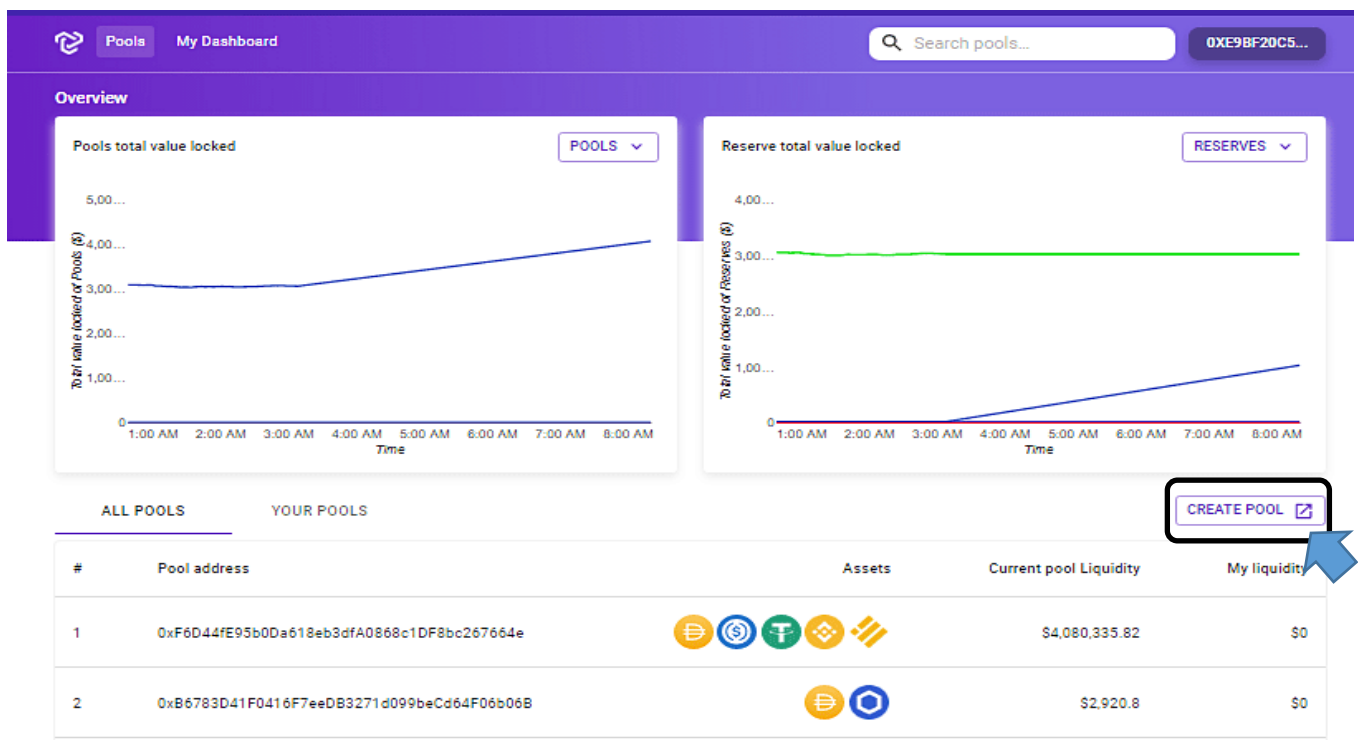 Pools My Dashboard Search pools... 0XE9BF20C5...
Overview
Pools total value locked POOLS
5,00...
4,00...
3,00...
2,00...
1,00...
0
Total value locked of Pools ($)
1:00 AM 2:00 AM 3:00 AM 4:00 AM 5:00 AM 6:00 AM 7:00 AM 8:00 AM
Time
Reserve total value locked RESERVES
4,00...
3,00...
2,00...
1,00...
0
Total value locked of Reserves ($)
1:00 AM 2:00 AM 3:00 AM 4:00 AM 5:00 AM 6:00 AM 7:00 AM 8:00 AM
Time
ALL POOLS YOUR POOLS CREATE POOL
# Pool address Assets Current pool Liquidity My liquidity
1 0xF6D44fE95b0Da618eb3dfA0868c1DF8bc267664e $4,080,335.82 $0
2 0xB6783D41F0416F7eeDB3271d099beCd64F06b06B $2,920.8 $0